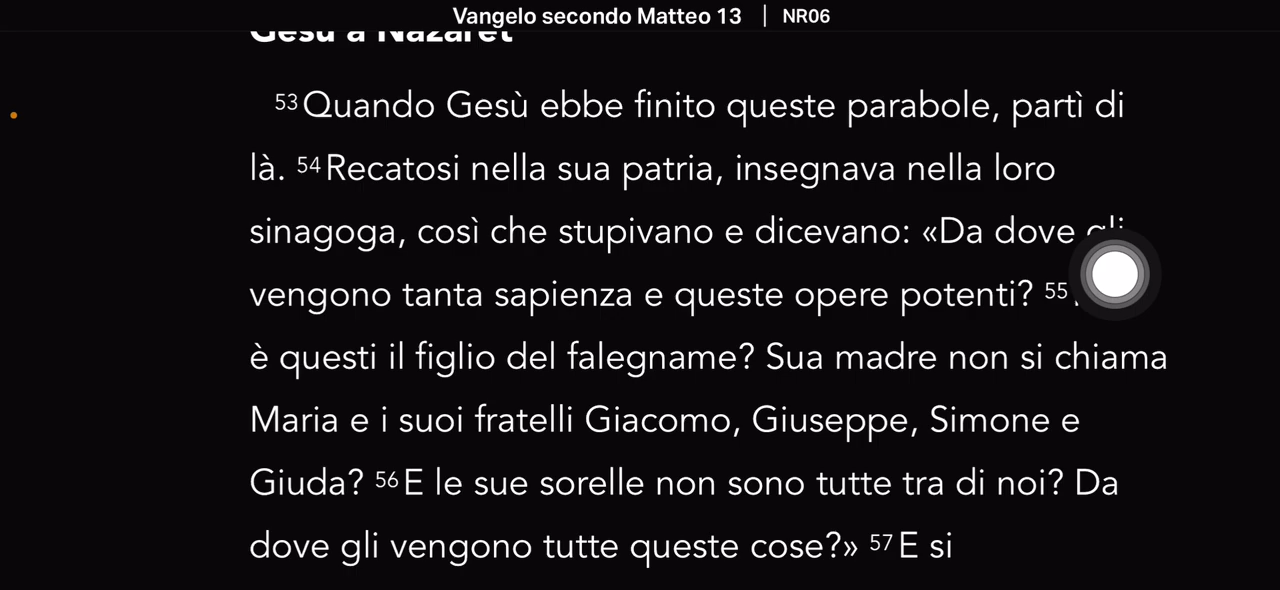 Vangelo secondo Matteo 13 | NR06
Gesù a Nazaret
53 Quando Gesù ebbe finito queste parabole, partì di
là. 54 Recatosi nella sua patria, insegnava nella loro
sinagoga, così che stupivano e dicevano: «Da dove gli
vengono tanta sapienza e queste opere potenti? 55
è questi il figlio del falegname? Sua madre non si chiama
Maria e i suoi fratelli Giacomo, Giuseppe, Simone e
Giuda? 56 E le sue sorelle non sono tutte tra di noi? Da
dove gli vengono tutte queste cose?» 57 E si